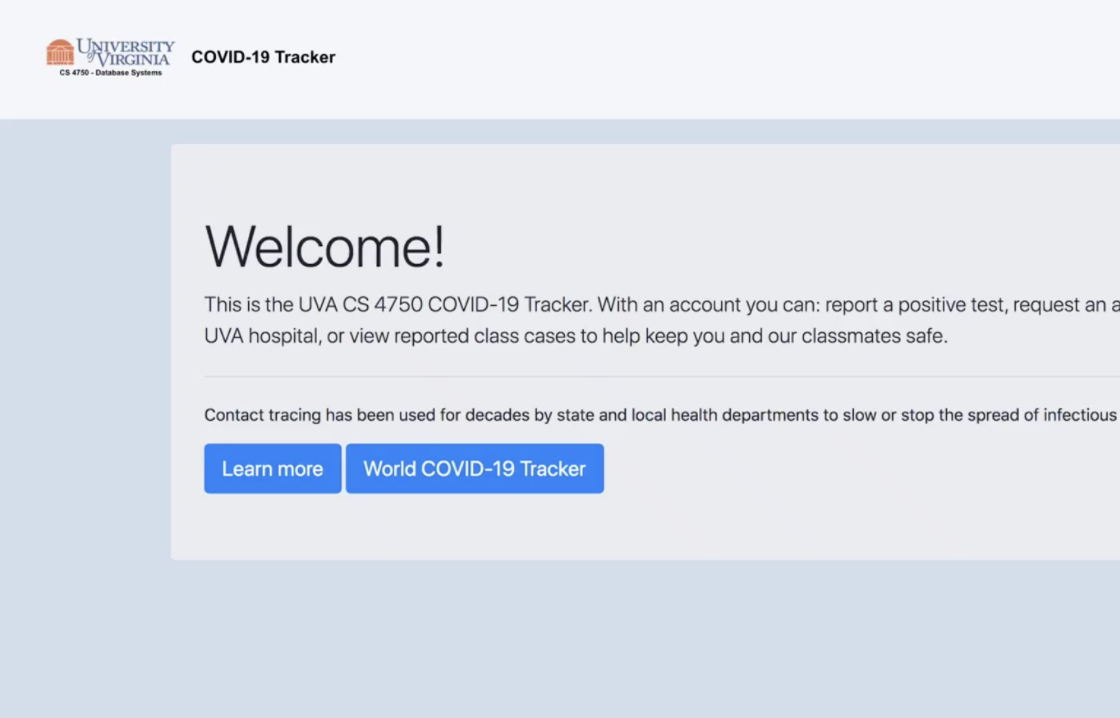 UNIVERSITY
of VIRGINIA
CS 4750 - Database Systems
COVID-19 Tracker
Welcome!
This is the UVA CS 4750 COVID-19 Tracker. With an account you can: report a positive test, request an a
UVA hospital, or view reported class cases to help keep you and our classmates safe.
Contact tracing has been used for decades by state and local health departments to slow or stop the spread of infectious
Learn more
World COVID-19 Tracker